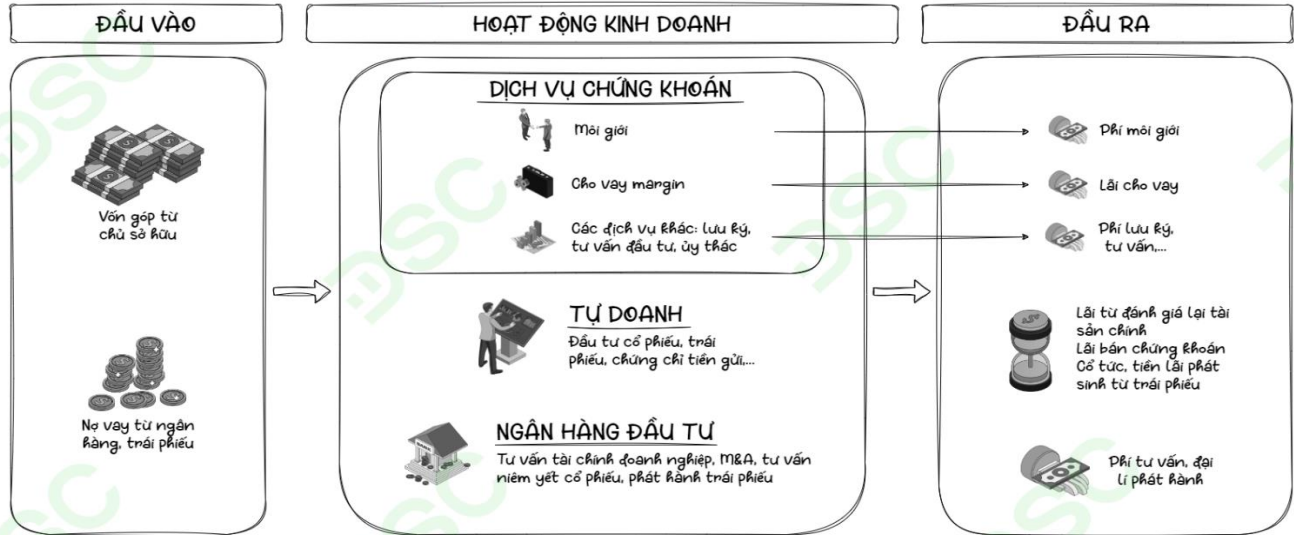 ĐẦU VÀO
HOẠT ĐỘNG KINH DOANH
ĐẦU RA
Vốn góp từ
chủ sở hữu
Nợ vay từ ngân
hàng, trái phiếu
DỊCH VỤ CHỨNG KHOÁN
Môi giới
Cho vay margin
Các dịch vụ khác: lưu ký,
tư vấn đầu tư, ủy thác
TỰ DOANH
Đầu tư cổ phiếu, trái
phiếu, chứng chỉ tiền gửi,...
NGÂN HÀNG ĐẦU TƯ
Tư vấn tài chính doanh nghiệp, M&A, tư vấn
niêm yết cổ phiếu, phát hành trái phiếu
Phí môi giới
Lãi cho vay
Phí lưu ký,
tư vấn,...
Lãi từ đánh giá lại tài
sản chính
Lãi bán chứng khoán
Cổ tức, tiền lãi phát
sinh từ trái phiếu
Phí tư vấn, đại
lí phát hành
DSC
DSC
DSC
DSC
DSC